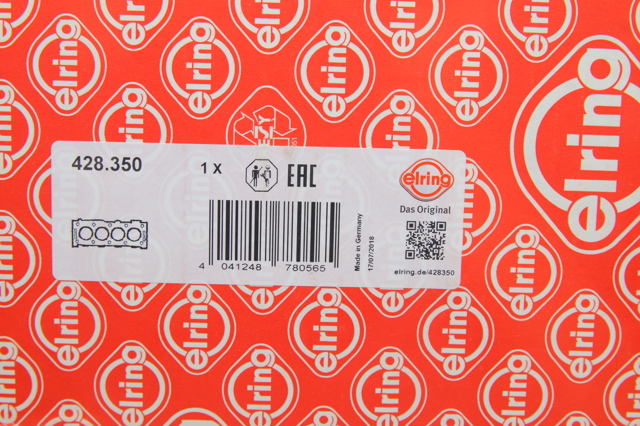 428.350
1 X
EAC
elring
Das Original
4 041248 780565
Made in Germany
17/07/2018
elring.de/428350
elring